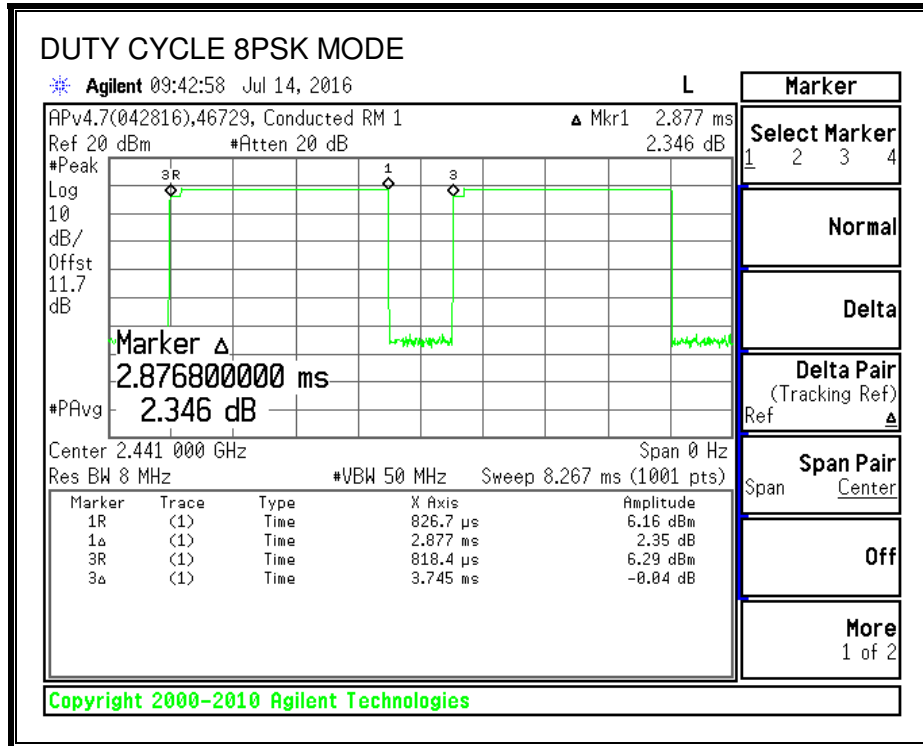 DUTY CYCLE 8PSK MODE
Agilent 09:42:58 Jul 14, 2016 L
APv4.7(042816),46729, Conducted RM 1 Δ Mkr1 2.877 ms
Ref 20 dBm #Atten 20 dB 2.346 dB
#Peak
Log
10
dB/
Offst
11.7
dB
3R 1 3
Marker Δ
2.876800000 ms
2.346 dB
#PAvg
Center 2.441 000 GHz Span 0 Hz
Res BW 8 MHz #VBW 50 MHz Sweep 8.267 ms (1001 pts)
Marker Trace Type X Axis Amplitude
1R (1) Time 826.7 µs 6.16 dBm
1Δ (1) Time 2.877 ms 2.35 dB
3R (1) Time 818.4 µs 6.29 dBm
3Δ (1) Time 3.745 ms -0.04 dB
Marker
Select Marker
1 2 3 4
Normal
Delta
Delta Pair
(Tracking Ref)
Ref Δ
Span Pair
Span Center
Off
More
1 of 2
Copyright 2000-2010 Agilent Technologies